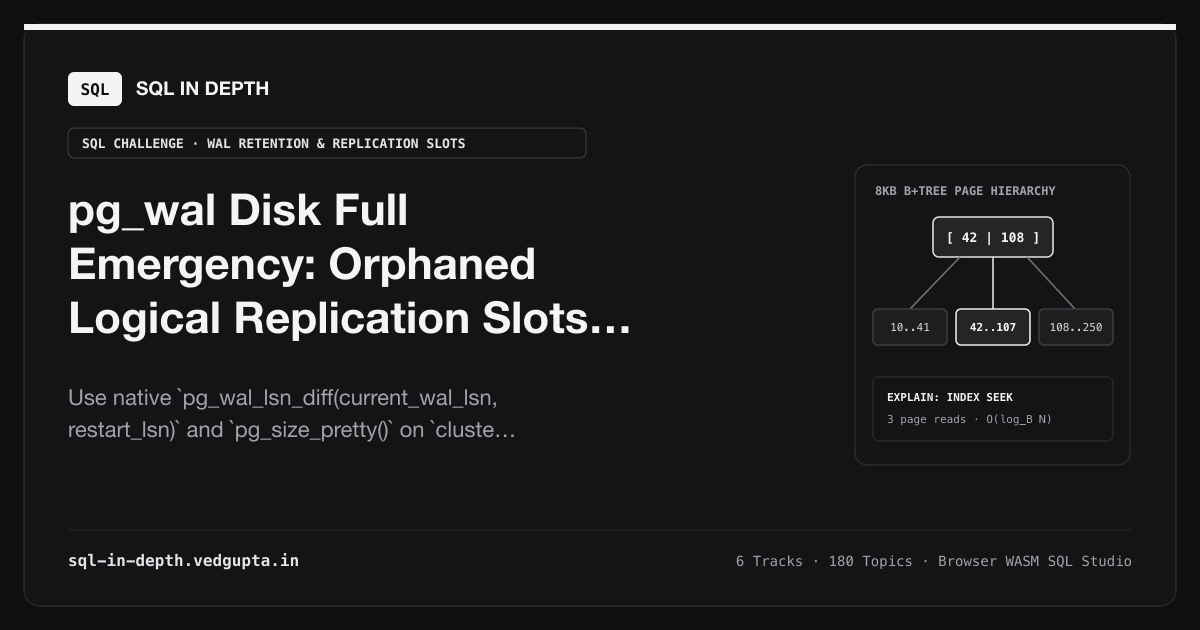 SQL SQL IN DEPTH
SQL CHALLENGE · WAL RETENTION & REPLICATION SLOTS
pg_wal Disk Full
Emergency: Orphaned
Logical Replication Slots...
Use native `pg_wal_lsn_diff(current_wal_lsn,
restart_lsn)` and `pg_size_pretty()` on `cluste...
8KB B+TREE PAGE HIERARCHY
[ 42 | 108 ]
10..41 42..107 108..250
EXPLAIN: INDEX SEEK
3 page reads · O(log_B N)
sql-in-depth.vedgupta.in
6 Tracks · 180 Topics · Browser WASM SQL Studio